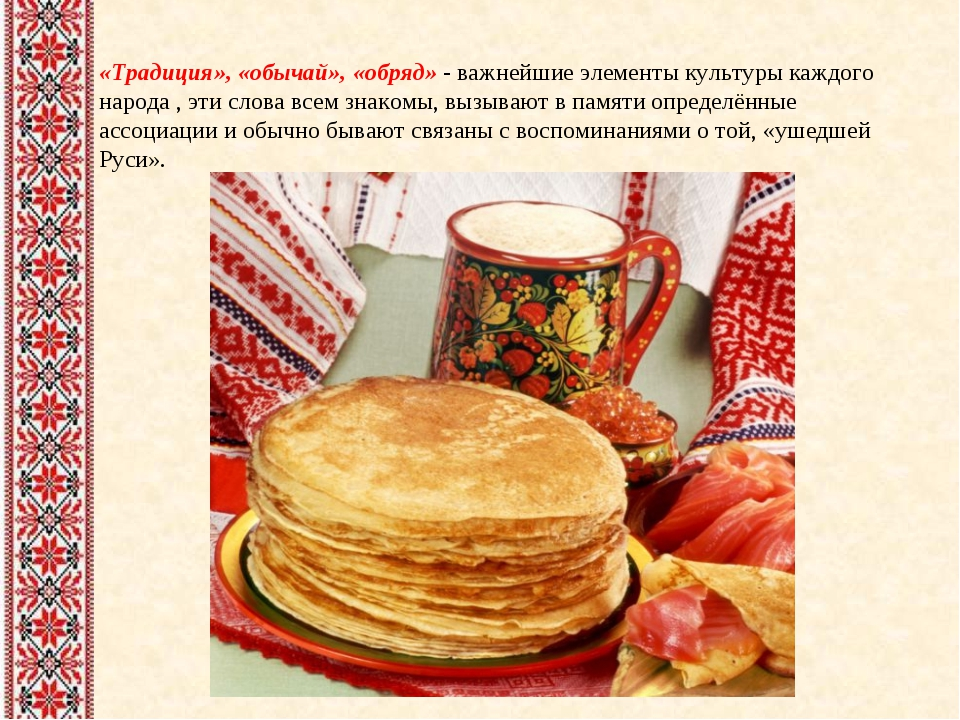 «Традиция», «обычай», «обряд» - важнейшие элементы культуры каждого
народа , эти слова всем знакомы, вызывают в памяти определённые
ассоциации и обычно бывают связаны с воспоминаниями о той, «ушедшей
Руси».